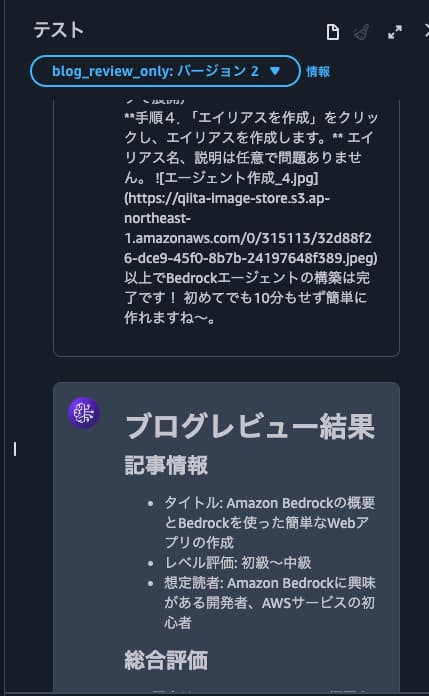 テスト
blog_review_only: バージョン 2 ▼ 情報
**手順４. 「エイリアスを作成」をクリッ
クし、エイリアスを作成します。** エイ
リアス名、説明は任意で問題ありませ
ん。 ![エージェント作成_4.jpg]
(https://qiita-image-store.s3.ap-
northeast-
1.amazonaws.com/0/315113/32d88f2
6-dce9-45f0-8b7b-24197648f389.jpeg)
以上でBedrockエージェントの構築は完
了です！ 初めてでも10分もせず簡単に
作れますね〜。
ブログレビュー結果
記事情報
• タイトル: Amazon Bedrockの概要
とBedrockを使った簡単なWebア
プリの作成
• レベル評価: 初級〜中級
• 想定読者: Amazon Bedrockに興味
がある開発者、AWSサービスの初
心者
総合評価